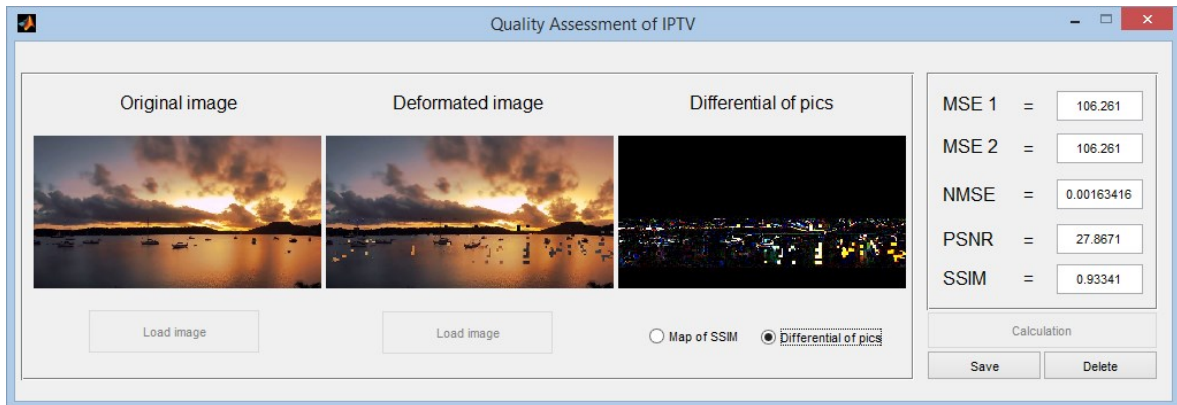 Quality Assessment of IPTV
Original image
Deformated image
Differential of pics
Load image
Load image
Map of SSIM
Differential of pics
MSE 1 = 106.261
MSE 2 = 106.261
NMSE = 0.00163416
PSNR = 27.8671
SSIM = 0.93341
Calculation
Save
Delete